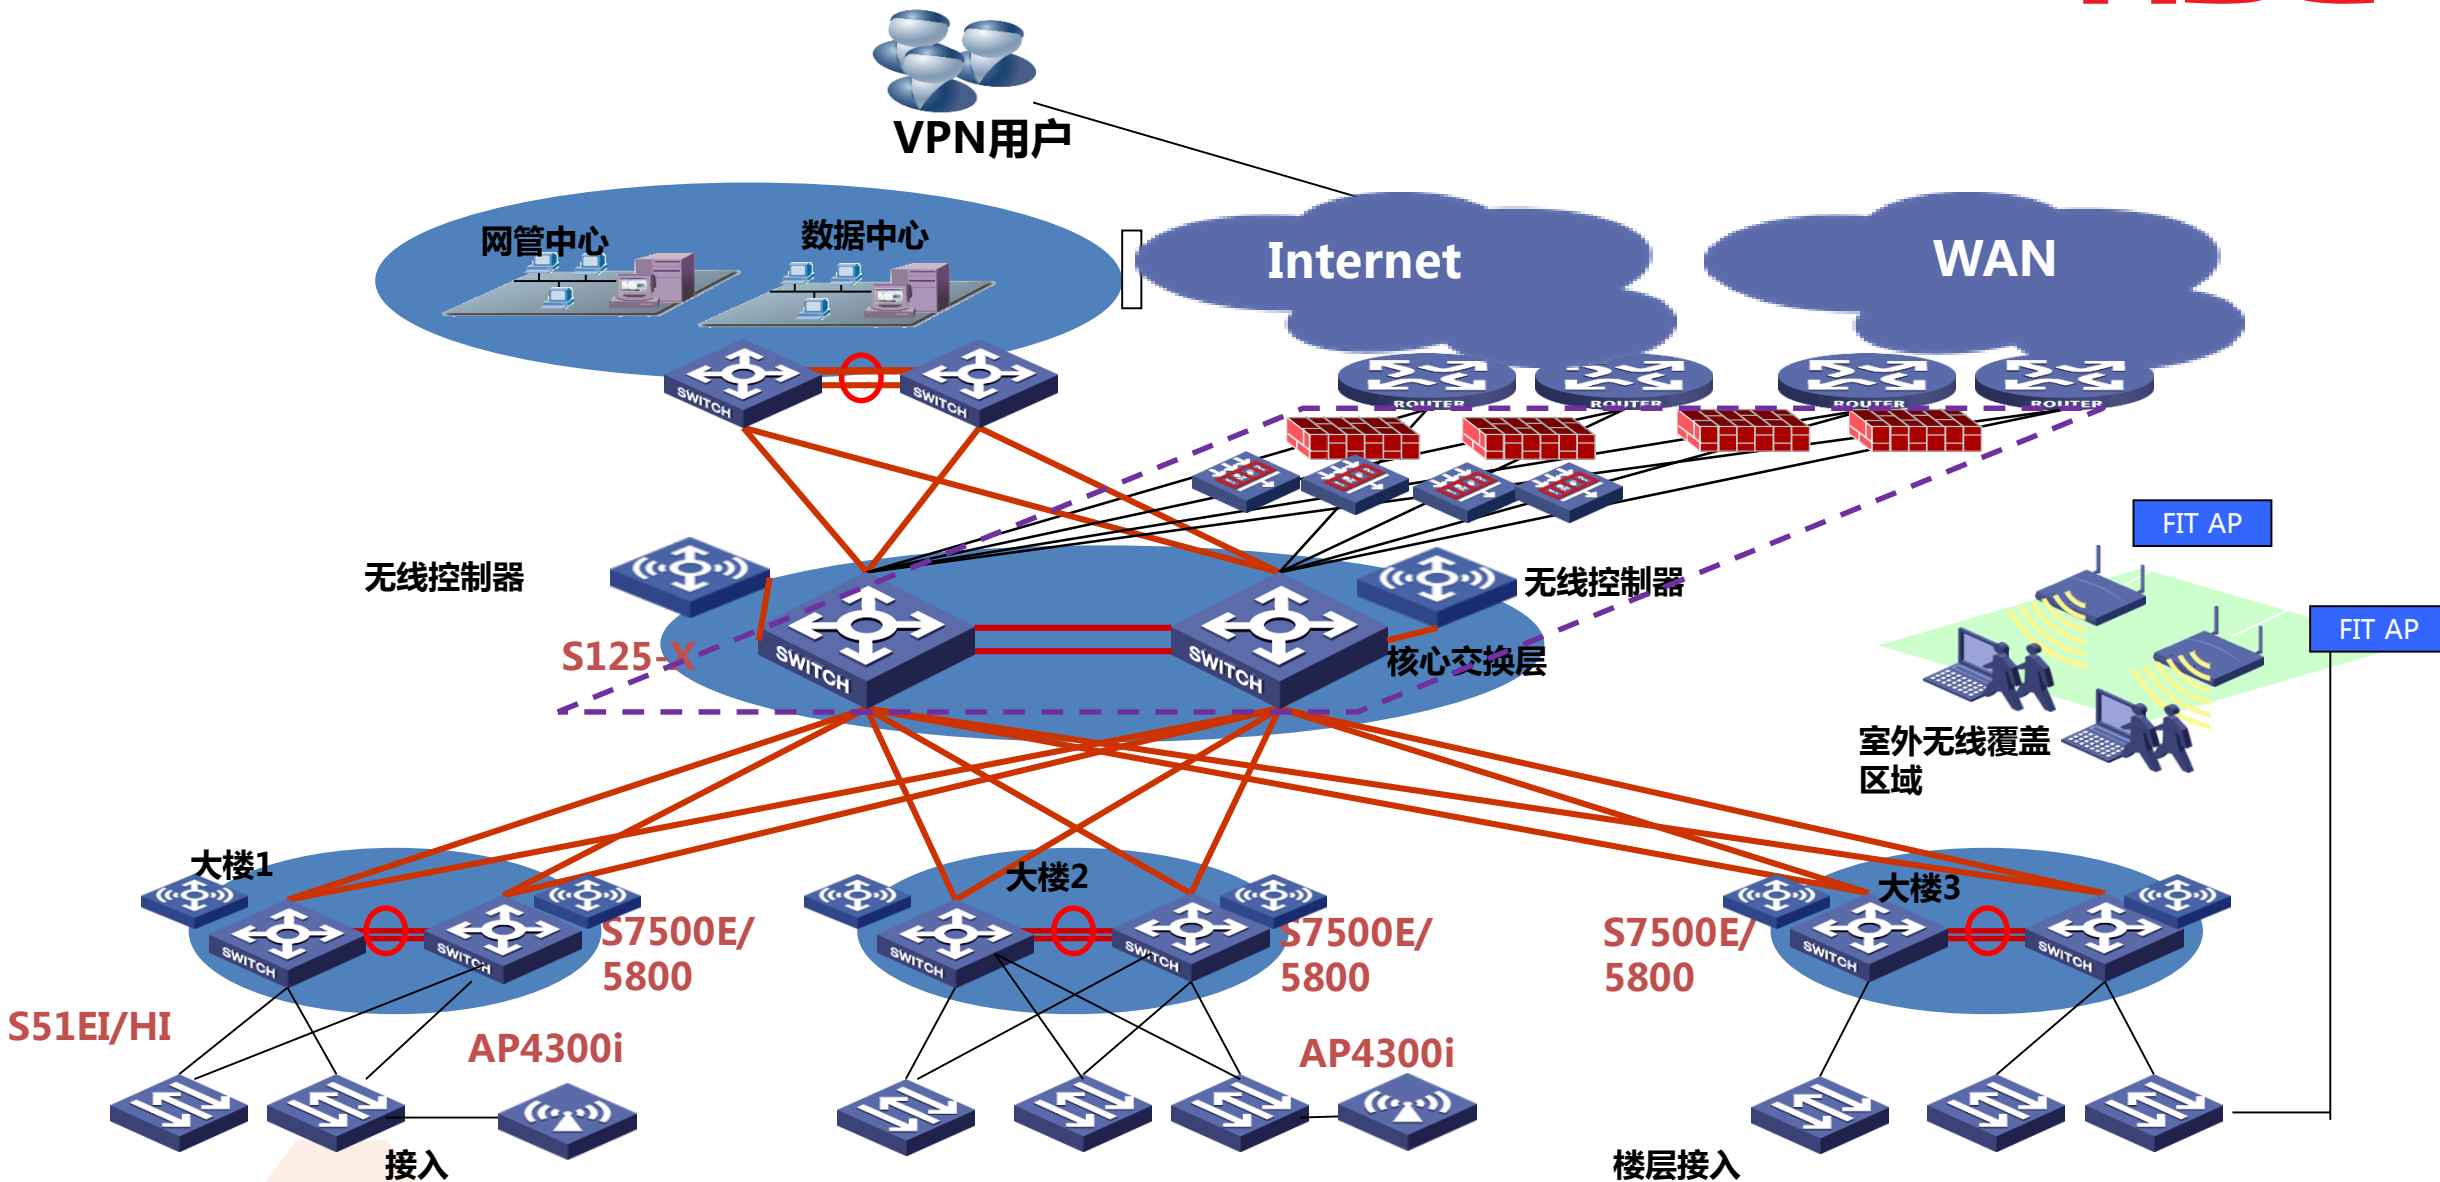 VPN用户
网管中心
数据中心
Internet
WAN
SWITCH
SWITCH
ROUTER
ROUTER
ROUTER
ROUTER
FIT AP
无线控制器
无线控制器
FIT AP
S125-X
SWITCH
SWITCH
核心交换层
室外无线覆盖
区域
大楼1
大楼2
大楼3
S7500E/
5800
S7500E/
5800
S7500E/
5800
SWITCH
SWITCH
SWITCH
SWITCH
SWITCH
SWITCH
S51EI/HI
AP4300i
AP4300i
接入
楼层接入